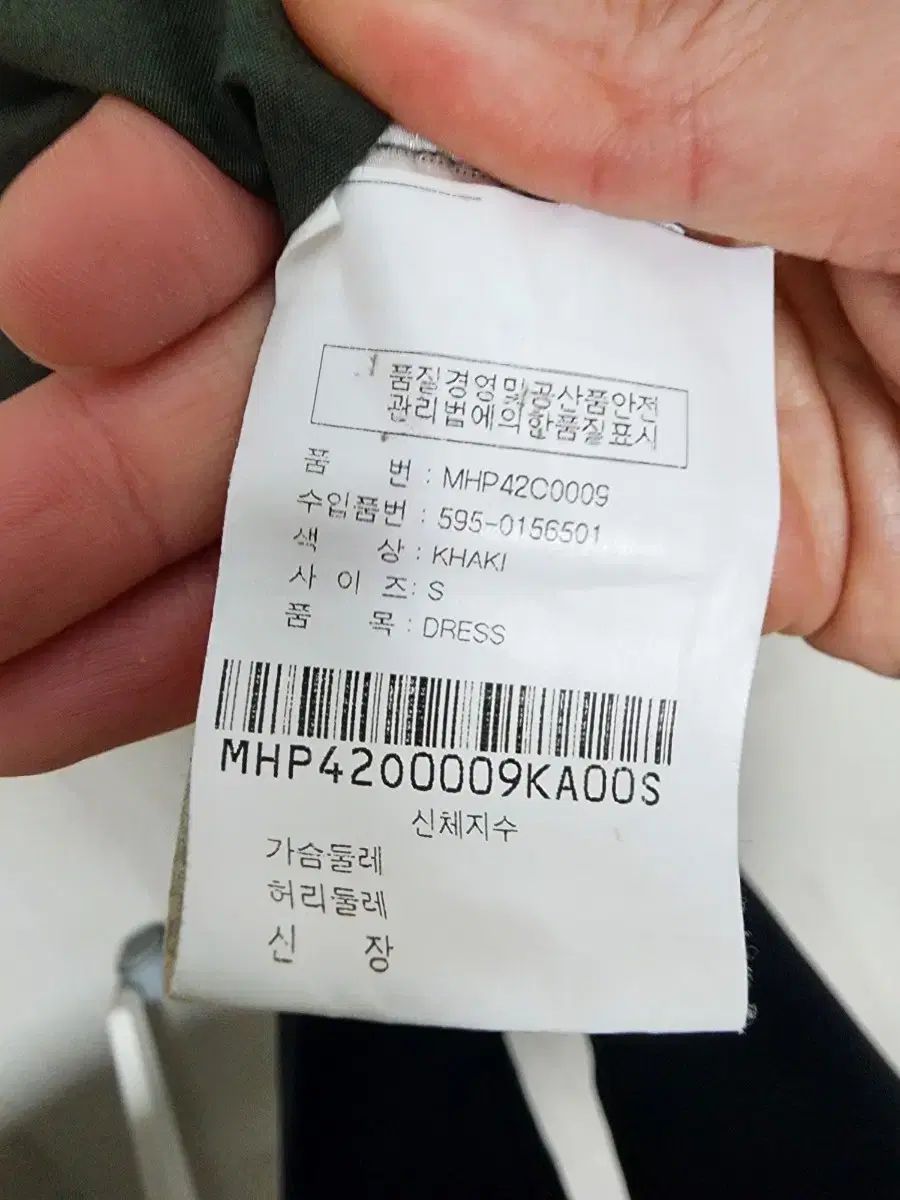 품질경영및공산품안전
관리법에의한품질표시
품 번 : MHP42C0009
수입품번 : 595-0156501
색 상 : KHAKI
사 이 즈: S
품 목 : DRESS
MHP4200009KA00S
신체지수
가슴둘레
허리둘레
신 장